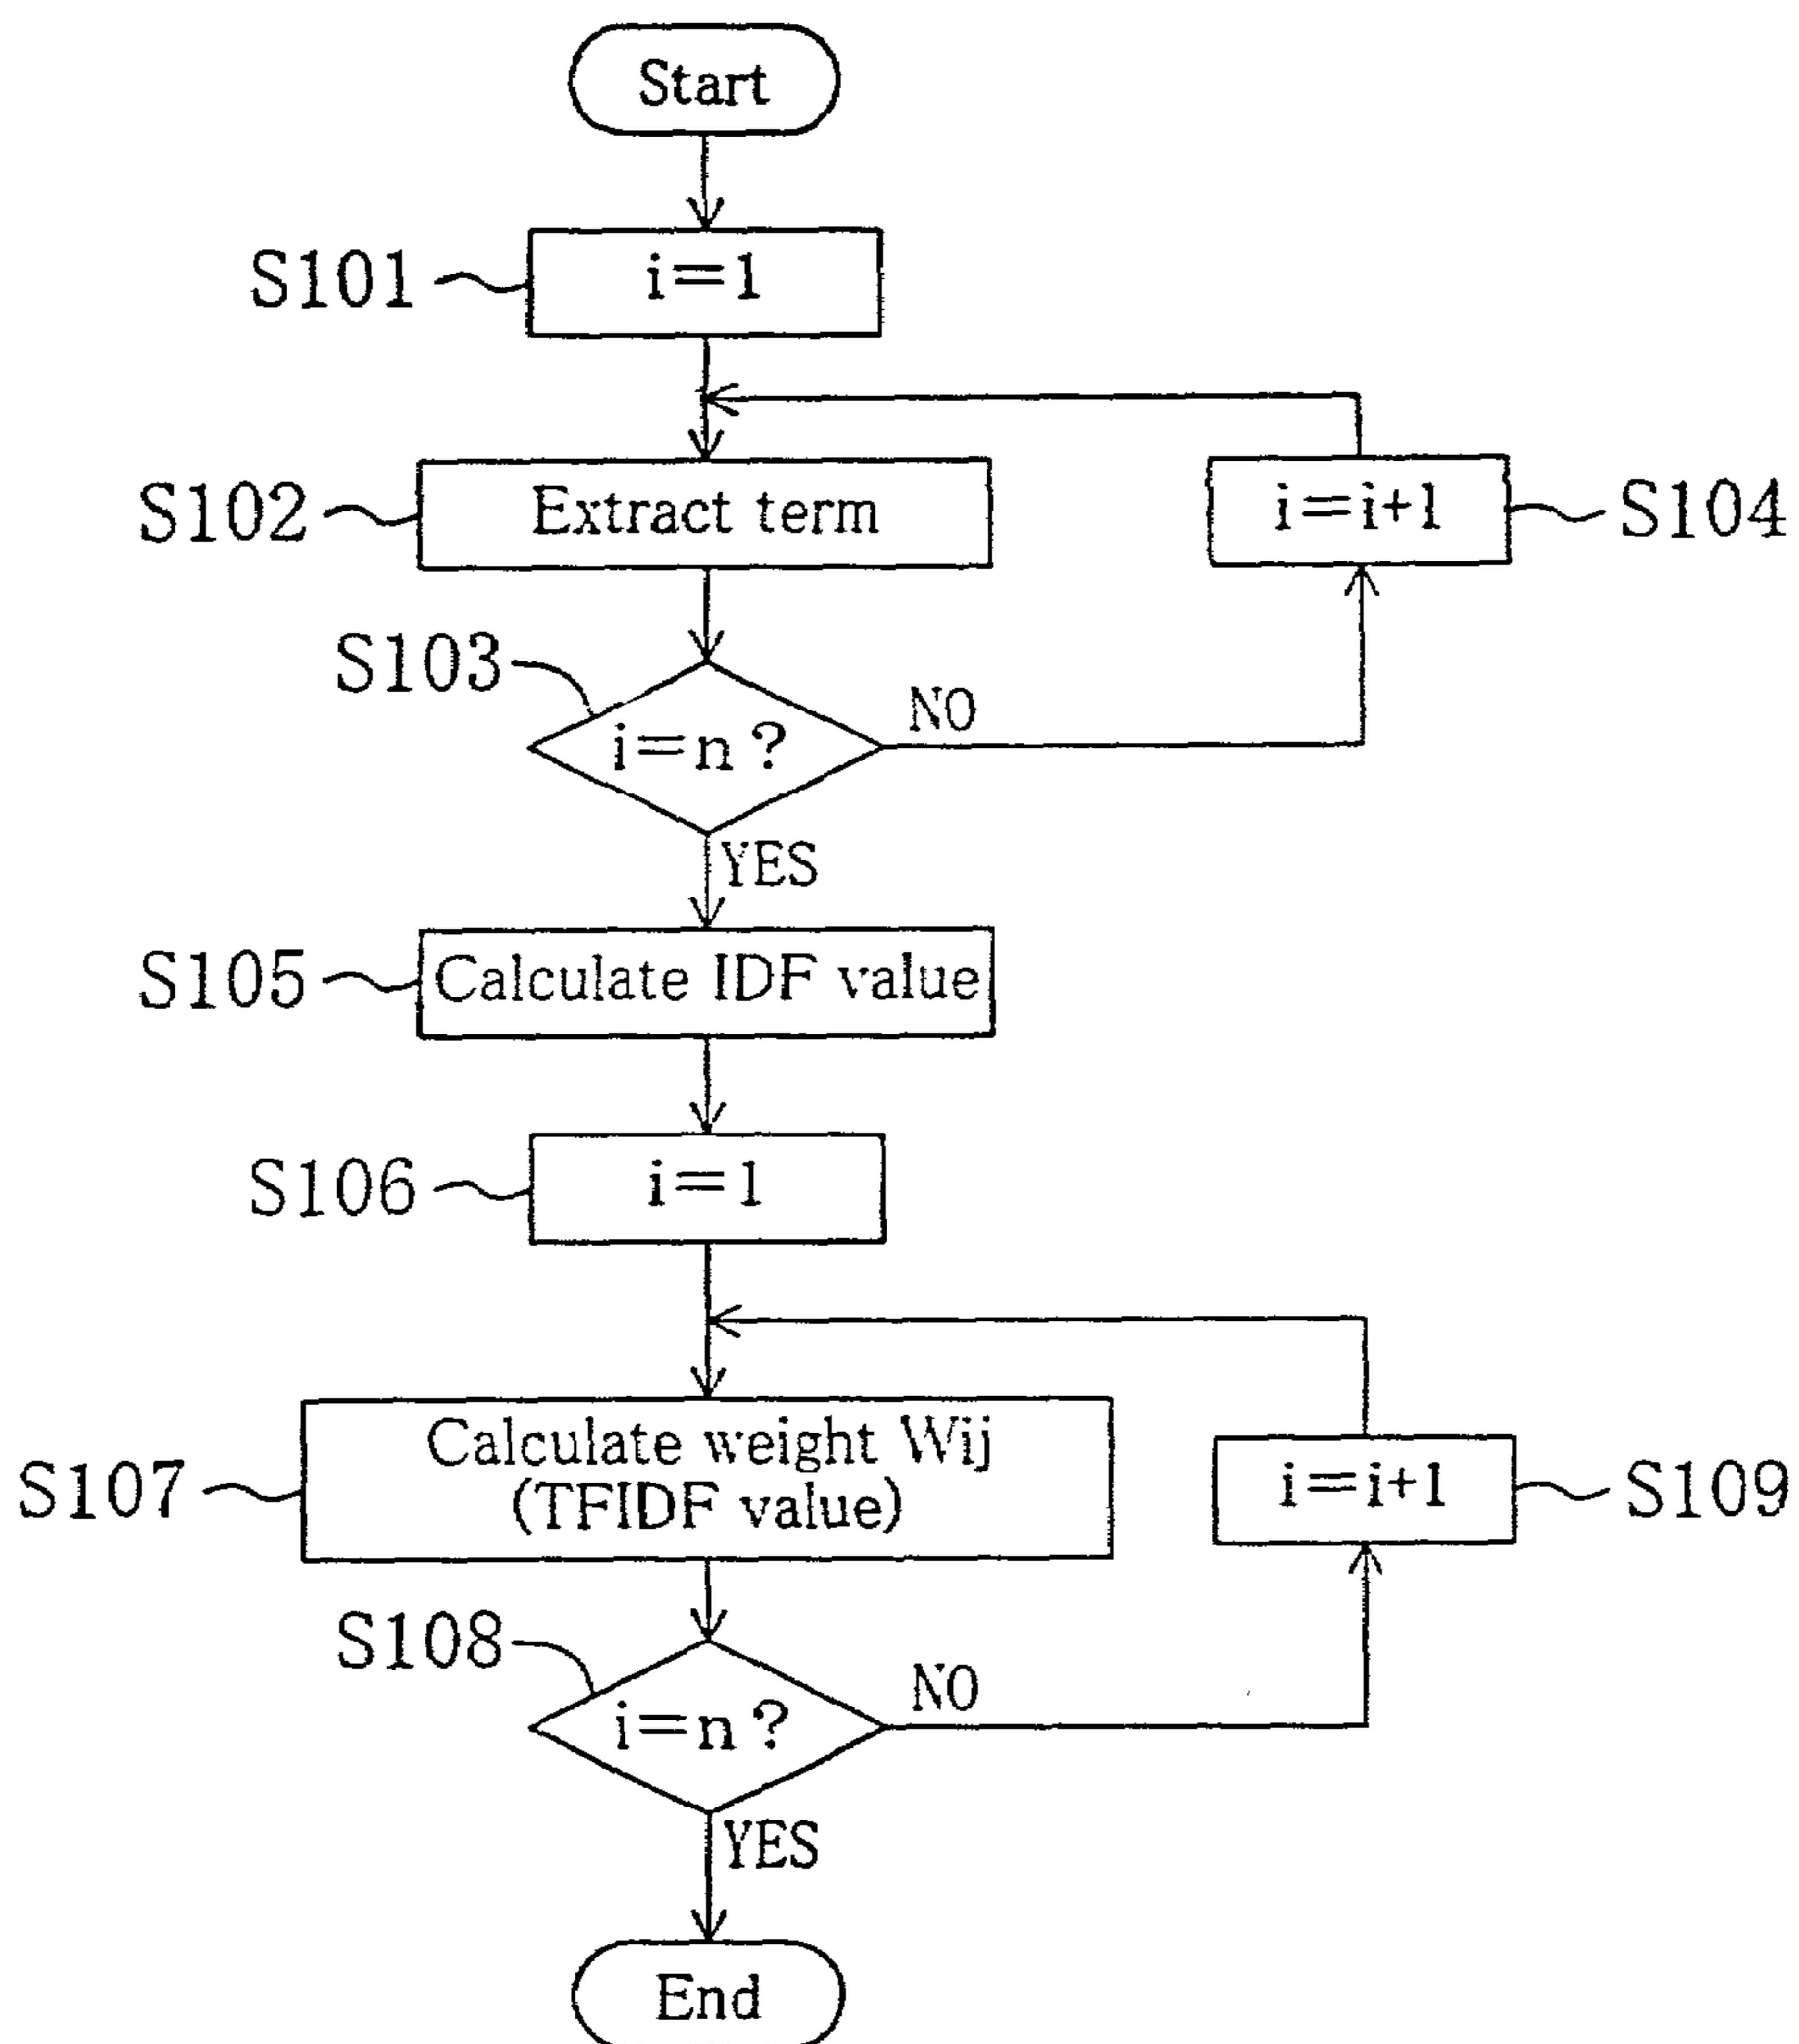 Start
S101
i=1
S102
Extract term
i=i+1
S104
S103
i=n?
NO
YES
S105
Calculate IDF value
S106
i=1
S107
Calculate weight Wij
(TFIDF value)
i=i+1
S109
S108
i=n?
NO
YES
End